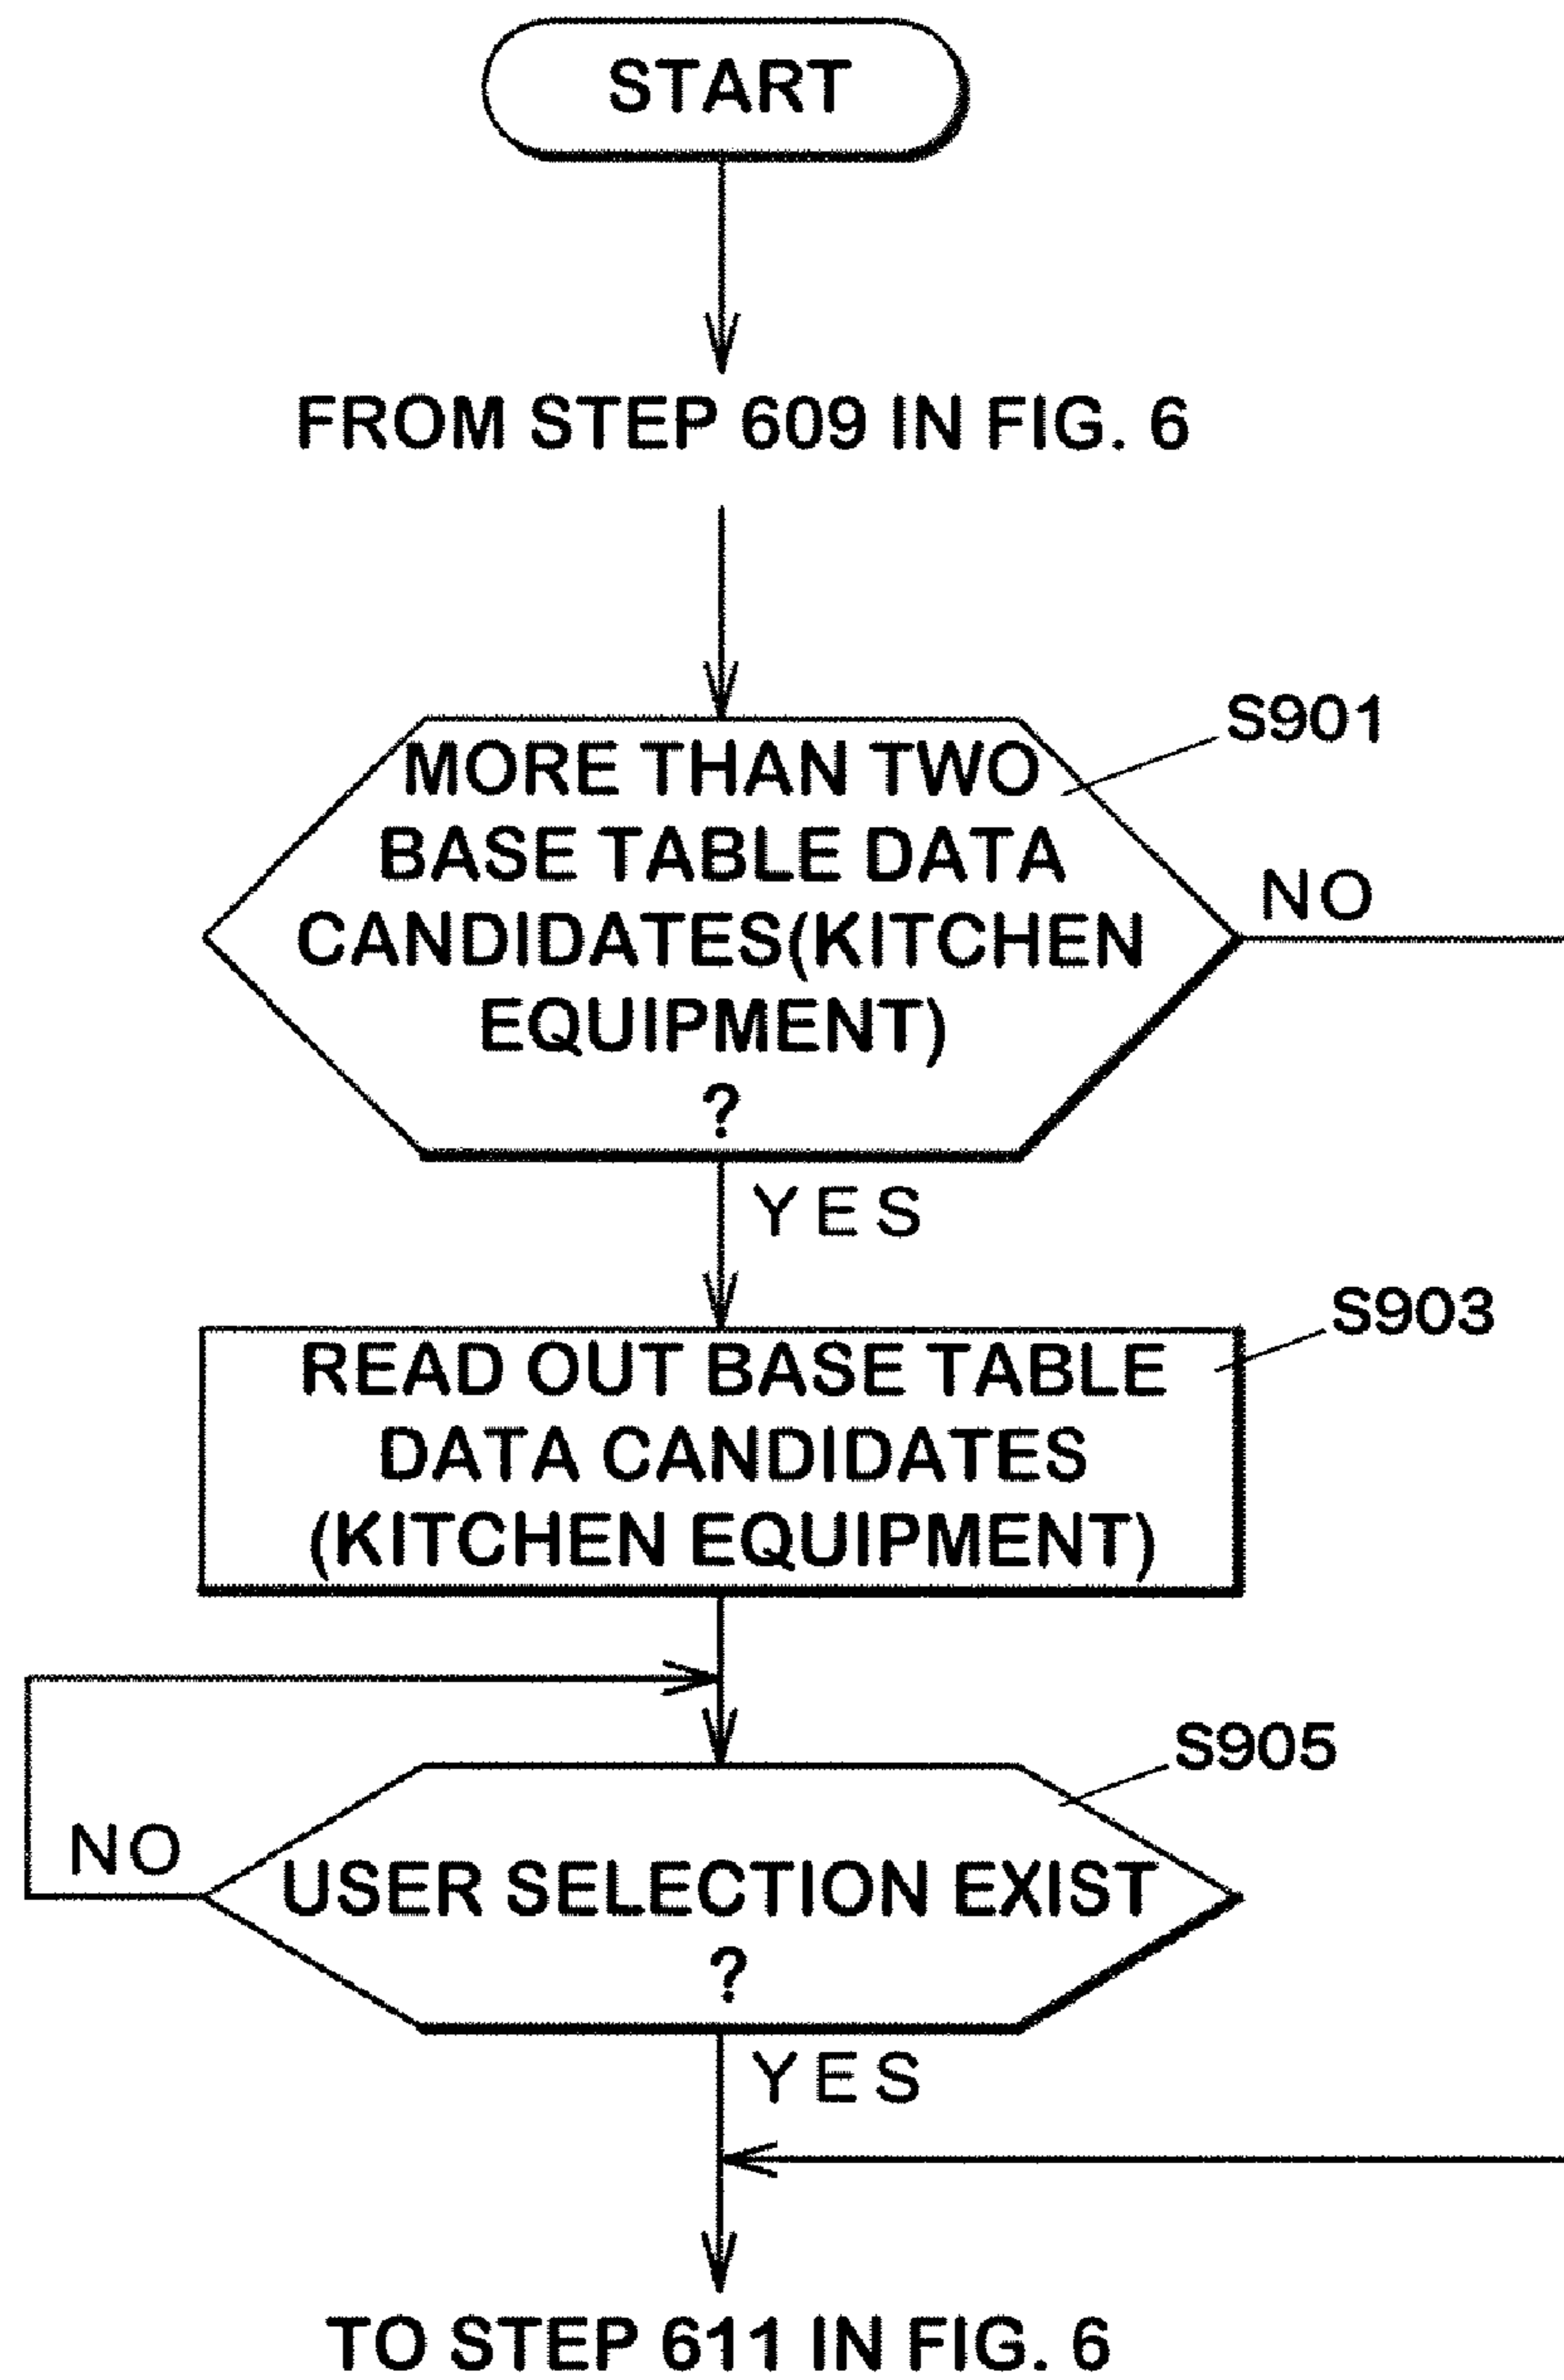 START
FROM STEP 609 IN FIG. 6
S901
MORE THAN TWO
BASE TABLE DATA
CANDIDATES(KITCHEN
EQUIPMENT)
?
NO
YES
S903
READ OUT BASE TABLE
DATA CANDIDATES
(KITCHEN EQUIPMENT)
S905
NO
USER SELECTION EXIST
?
YES
TO STEP 611 IN FIG. 6